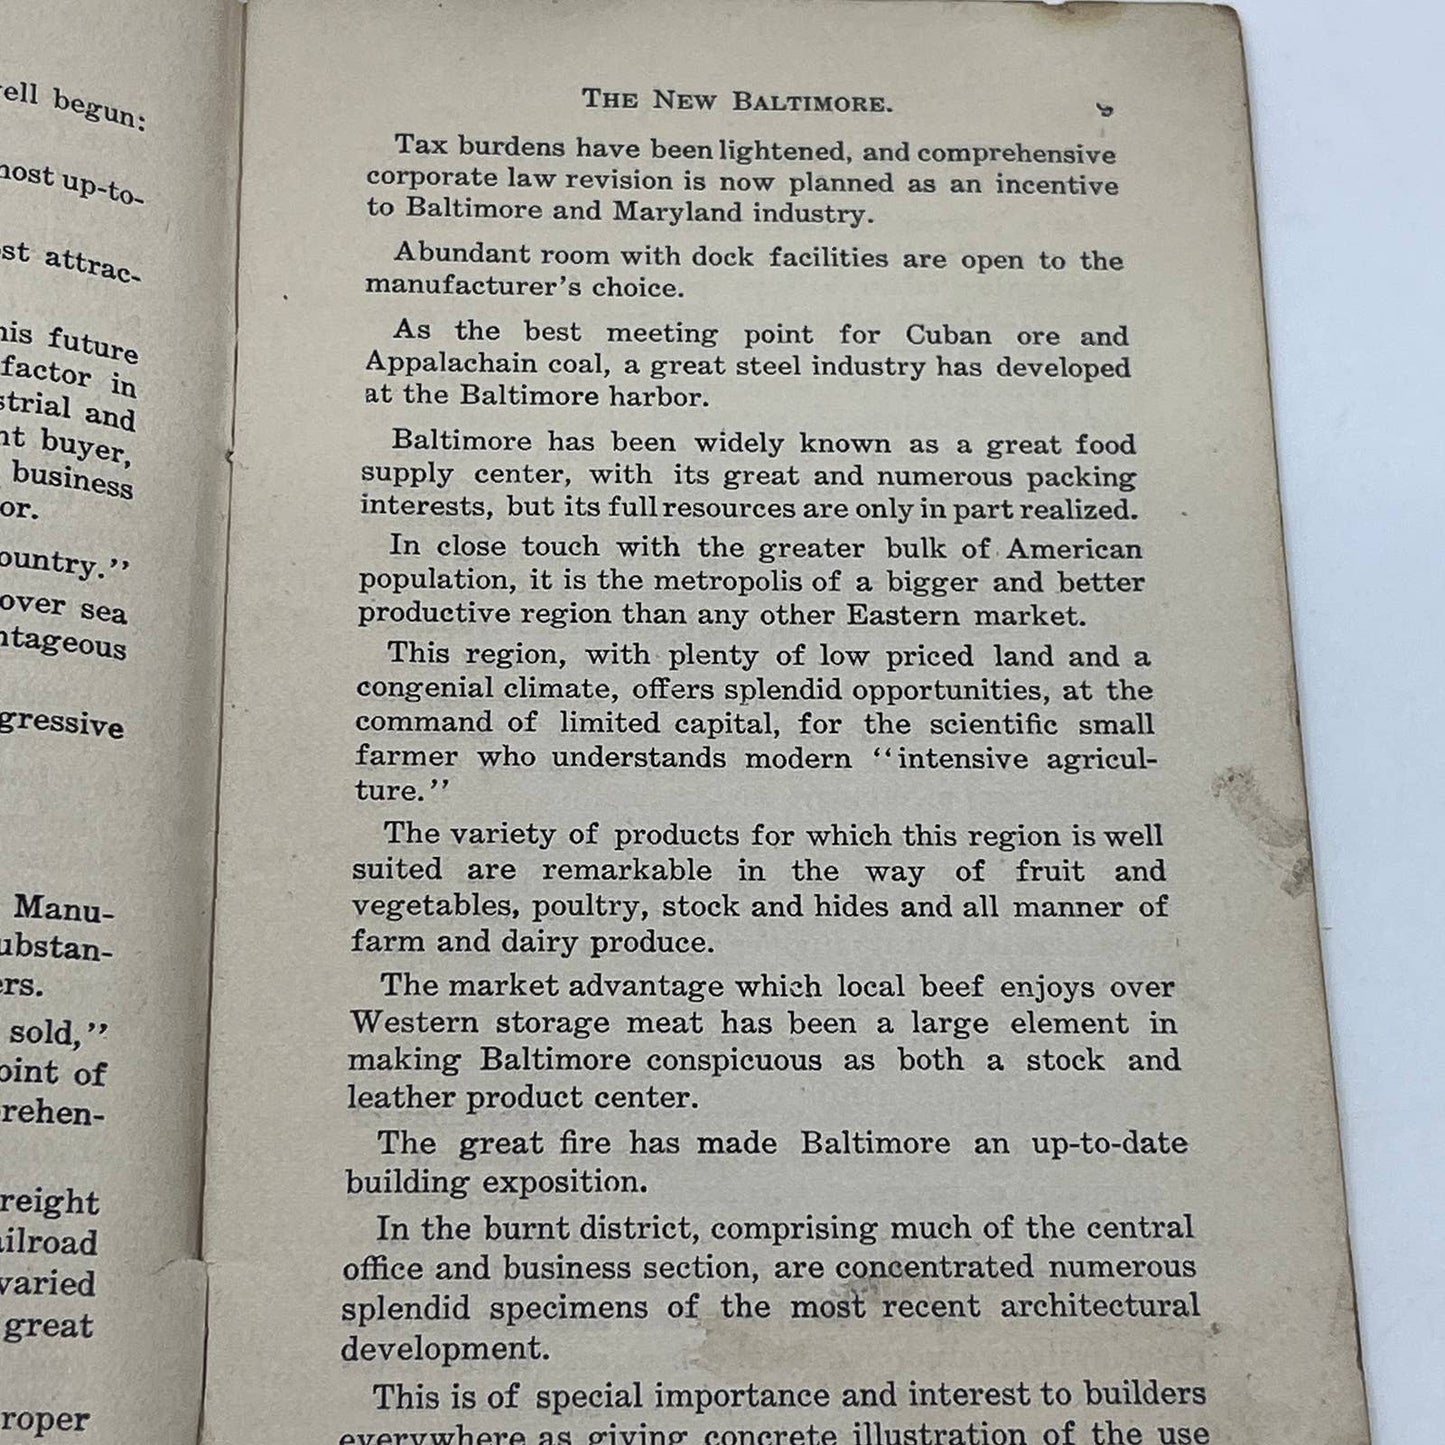 ell begun:
most up-to-
st attrac-
his future
factor in
strial and
nt buyer,
business
or.
ountry."
over sea
ntageous
gressive
Manu-
ubstan-
ers.
sold,"
oint of
rehen-
reight
ailroad
varied
great
roper
THE NEW BALTIMORE.
Tax burdens have been lightened, and comprehensive
corporate law revision is now planned as an incentive
to Baltimore and Maryland industry.
Abundant room with dock facilities are open to the
manufacturer's choice.
As the best meeting point for Cuban ore and
Appalachain coal, a great steel industry has developed
at the Baltimore harbor.
Baltimore has been widely known as a great food
supply center, with its great and numerous packing
interests, but its full resources are only in part realized.
In close touch with the greater bulk of American
population, it is the metropolis of a bigger and better
productive region than any other Eastern market.
This region, with plenty of low priced land and a
congenial climate, offers splendid opportunities, at the
command of limited capital, for the scientific small
farmer who understands modern "intensive agricul-
ture."
The variety of products for which this region is well
suited are remarkable in the way of fruit and
vegetables, poultry, stock and hides and all manner of
farm and dairy produce.
The market advantage which local beef enjoys over
Western storage meat has been a large element in
making Baltimore conspicuous as both a stock and
leather product center.
The great fire has made Baltimore an up-to-date
building exposition.
In the burnt district, comprising much of the central
office and business section, are concentrated numerous
splendid specimens of the most recent architectural
development.
This is of special importance and interest to builders
everywhere as giving concrete illustration of the use